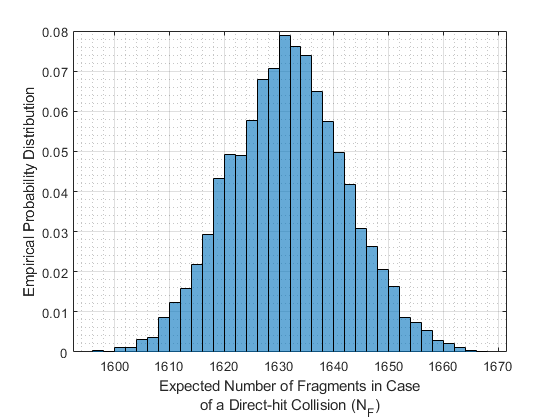 0.08
0.07
0.06
0.05
0.04
0.03
0.02
0.01
0
Empirical Probability Distribution
1600 1610 1620 1630 1640 1650 1660 1670
Expected Number of Fragments in Case
of a Direct-hit Collision (N_F)